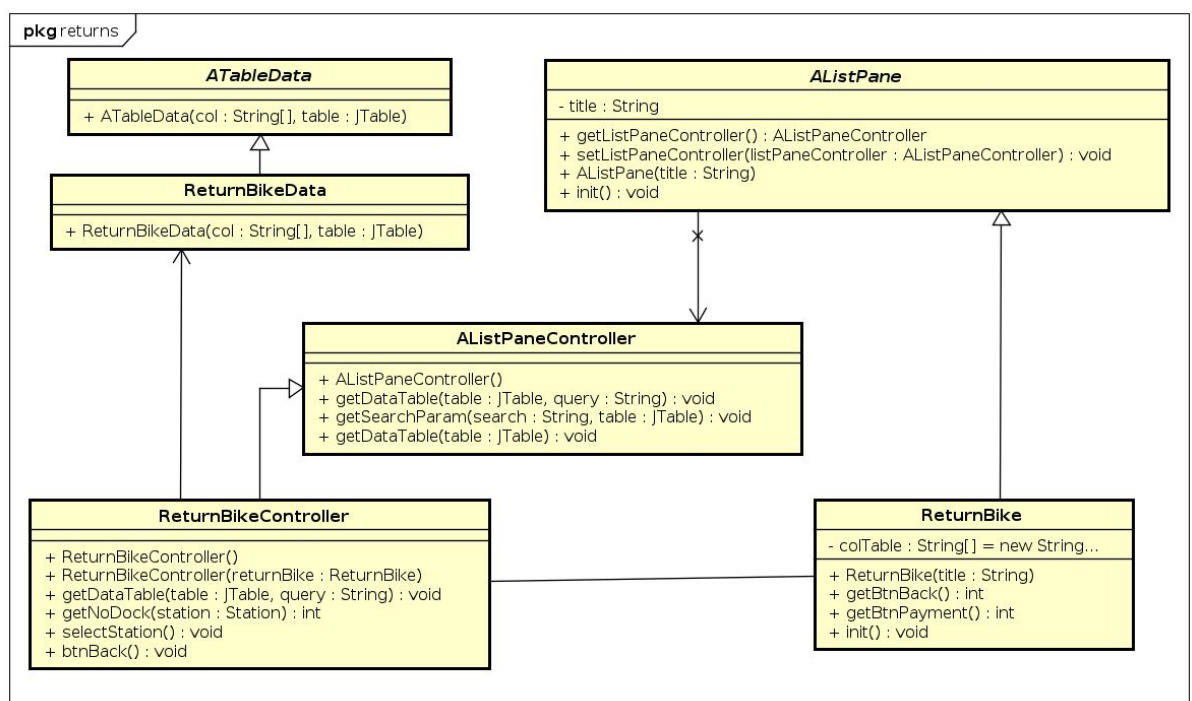 pkg returns
ATableData
+ ATableData(col : String[], table : JTable)
AListPane
- title : String
+ getListPaneController() : AListPaneController
+ setListPaneController(listPaneController : AListPaneController) : void
+ AListPane(title : String)
+ init() : void
ReturnBikeData
+ ReturnBikeData(col : String[], table : JTable)
AListPaneController
+ AListPaneController()
+ getDataTable(table : JTable, query : String) : void
+ getSearchParam(search : String, table : JTable) : void
+ getDataTable(table : JTable) : void
ReturnBikeController
+ ReturnBikeController()
+ ReturnBikeController(returnBike : ReturnBike)
+ getDataTable(table : JTable, query : String) : void
+ getNoDock(station : Station) : int
+ selectStation() : void
+ btnBack() : void
ReturnBike
- colTable : String[] = new String...
+ ReturnBike(title : String)
+ getBtnBack() : int
+ getBtnPayment() : int
+ init() : void